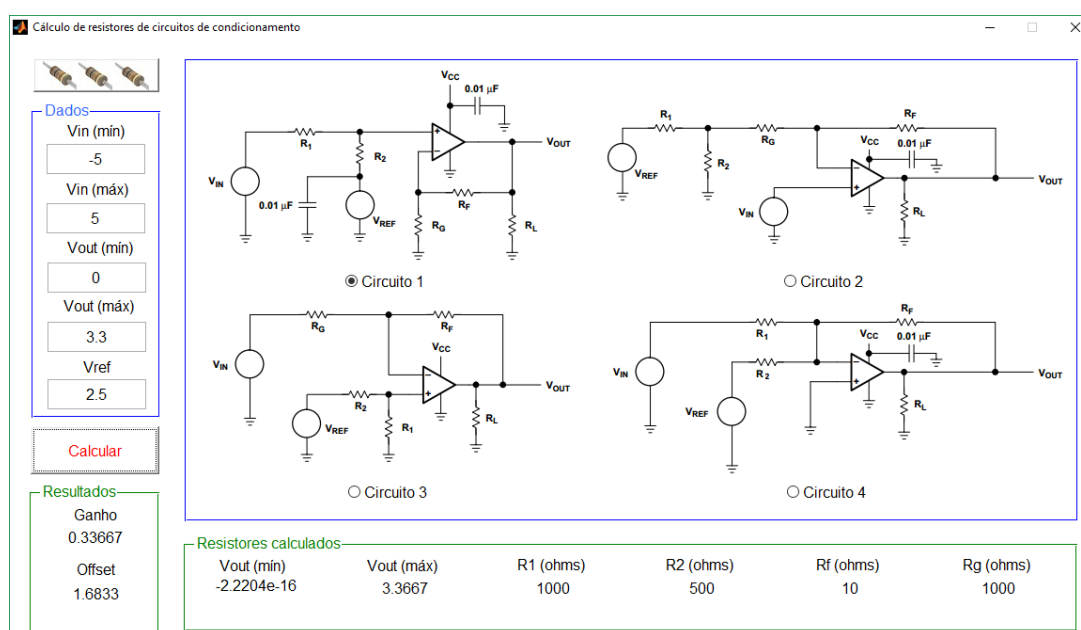 Cálculo de resistores de circuitos de condicionamento
Dados
Vin (mín)
-5
Vin (máx)
5
Vout (mín)
0
Vout (máx)
3.3
Vref
2.5
Calcular
Resultados
Ganho
0.33667
Offset
1.6833
VCC
0.01 µF
R1
R2
VIN
0.01 µF
VREF
RF
RG
RL
VOUT
Circuito 1
R1
RG
RF
VREF
R2
VCC
0.01 µF
VIN
RL
VOUT
Circuito 2
RG
RF
VIN
VCC
R2
VREF
R1
RL
VOUT
Circuito 3
RF
R1
VCC
0.01 µF
VIN
R2
VREF
RL
VOUT
Circuito 4
Resistores calculados
Vout (mín) Vout (máx) R1 (ohms) R2 (ohms) Rf (ohms) Rg (ohms)
-2.2204e-16 3.3667 1000 500 10 1000